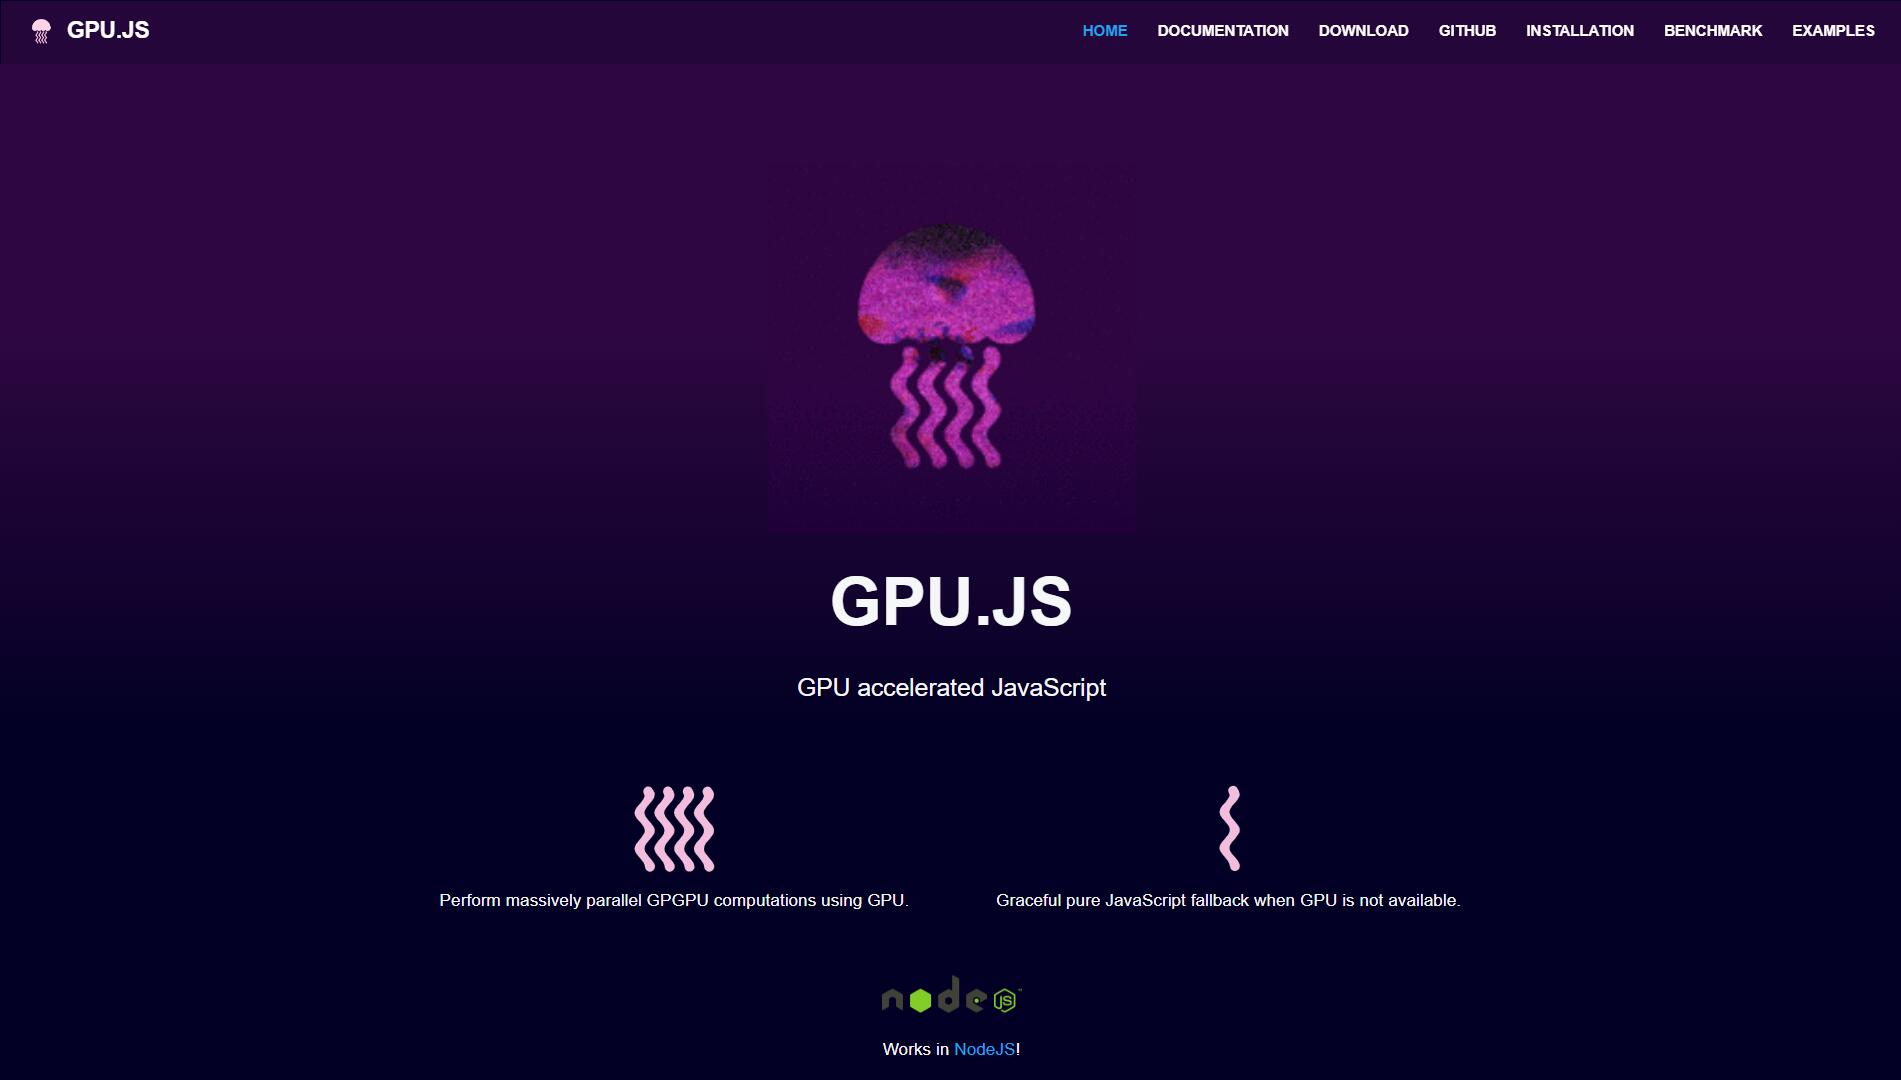 GPU.JS
HOME DOCUMENTATION DOWNLOAD GITHUB INSTALLATION BENCHMARK EXAMPLES
GPU.JS
GPU accelerated JavaScript
Perform massively parallel GPGPU computations using GPU.
Graceful pure JavaScript fallback when GPU is not available.
node JS™
Works in NodeJS!